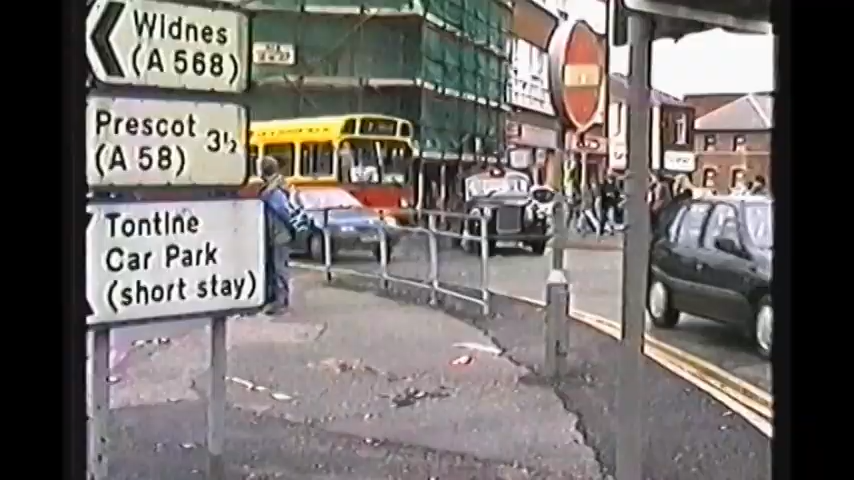 Widnes
(A 568)
Prescot 3½
(A 58)
Tontine
Car Park
(short stay)